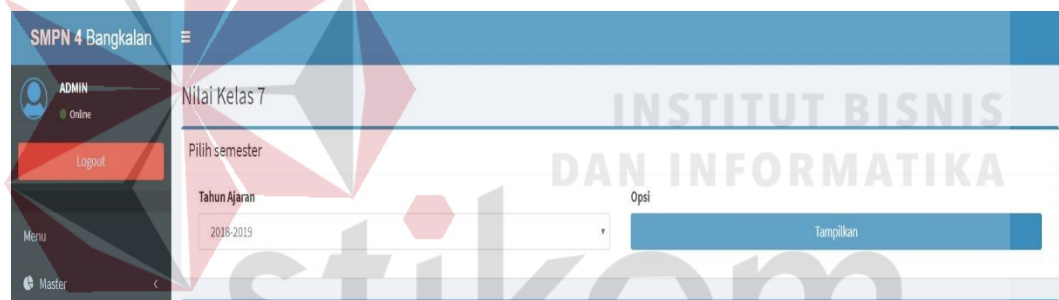 SMPN 4 Bangkalan
ADMIN
Online
Logout
Menu
Master
Nilai Kelas 7
Pilih semester
Tahun Ajaran
2018-2019
Opsi
Tampilkan
INSTITUT BISNIS
DAN INFORMATIKA
stikom